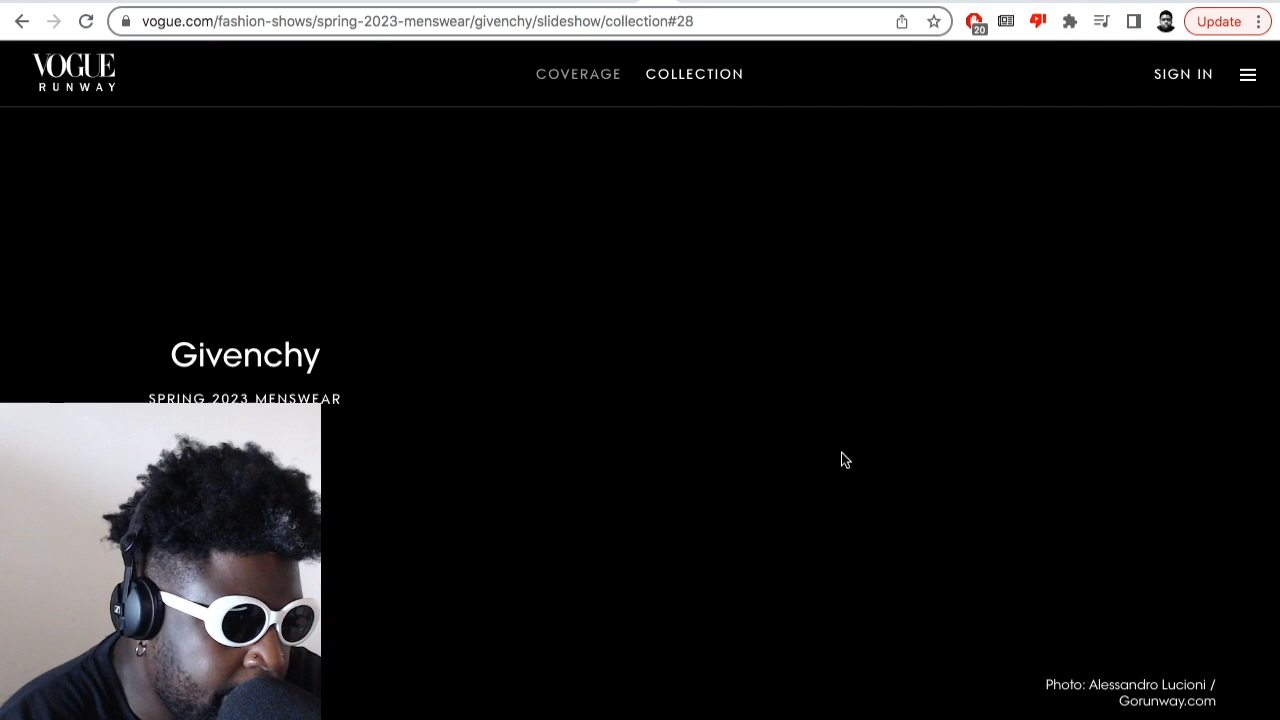 vogue.com/fashion-shows/spring-2023-menswear/givenchy/slideshow/collection#28
20
Update
VOGUE
RUNWAY
COVERAGE
COLLECTION
SIGN IN
Givenchy
SPRING 2023 MENSWEAR
Photo: Alessandro Lucioni /
Gorunway.com